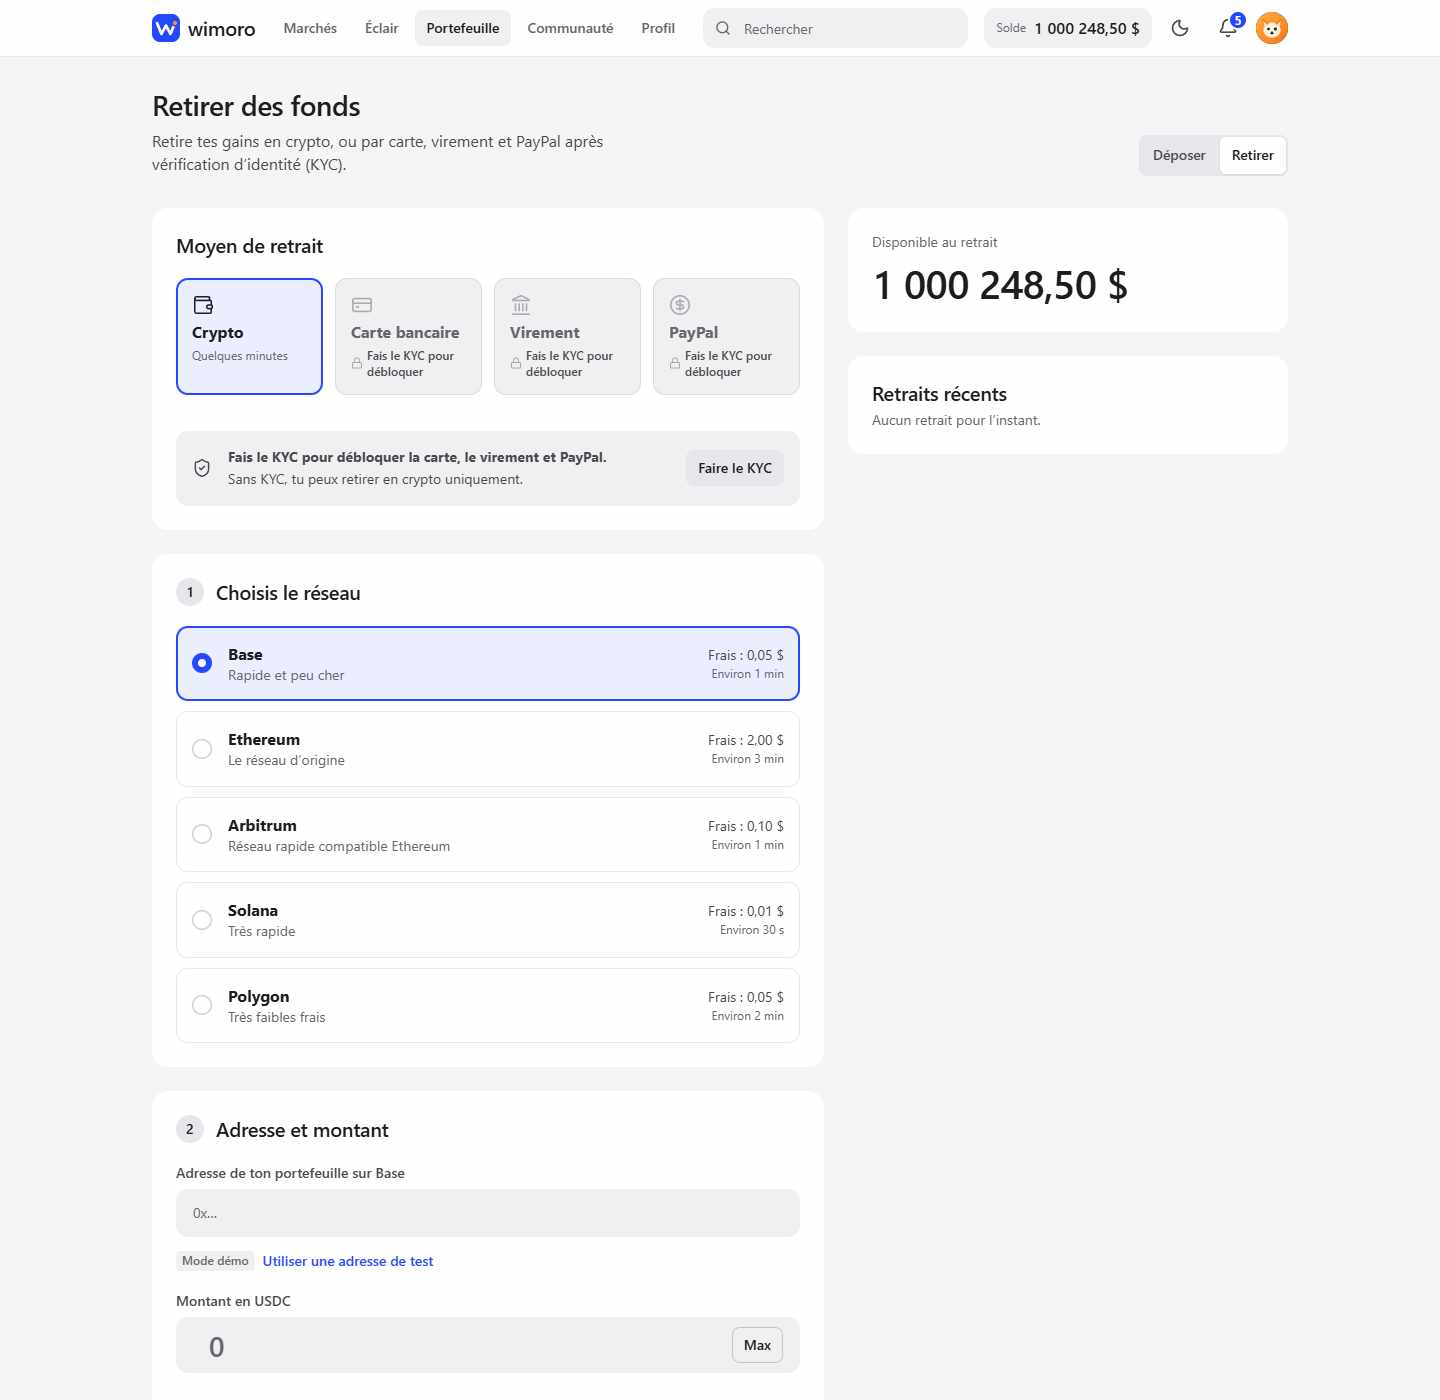 wimoro
Marchés
Éclair
Portefeuille
Communauté
Profil
Rechercher
Solde 1 000 248,50 $
5
Retirer des fonds
Retire tes gains en crypto, ou par carte, virement et PayPal après
vérification d'identité (KYC).
Déposer
Retirer
Moyen de retrait
Crypto
Quelques minutes
Carte bancaire
Fais le KYC pour
débloquer
Virement
Fais le KYC pour
débloquer
PayPal
Fais le KYC pour
débloquer
Fais le KYC pour débloquer la carte, le virement et PayPal.
Sans KYC, tu peux retirer en crypto uniquement.
Faire le KYC
Disponible au retrait
1 000 248,50 $
Retraits récents
Aucun retrait pour l'instant.
1 Choisis le réseau
Base
Rapide et peu cher
Frais : 0,05 $
Environ 1 min
Ethereum
Le réseau d'origine
Frais : 2,00 $
Environ 3 min
Arbitrum
Réseau rapide compatible Ethereum
Frais : 0,10 $
Environ 1 min
Solana
Très rapide
Frais : 0,01 $
Environ 30 s
Polygon
Très faibles frais
Frais : 0,05 $
Environ 2 min
2 Adresse et montant
Adresse de ton portefeuille sur Base
0x...
Mode démo Utiliser une adresse de test
Montant en USDC
0
Max